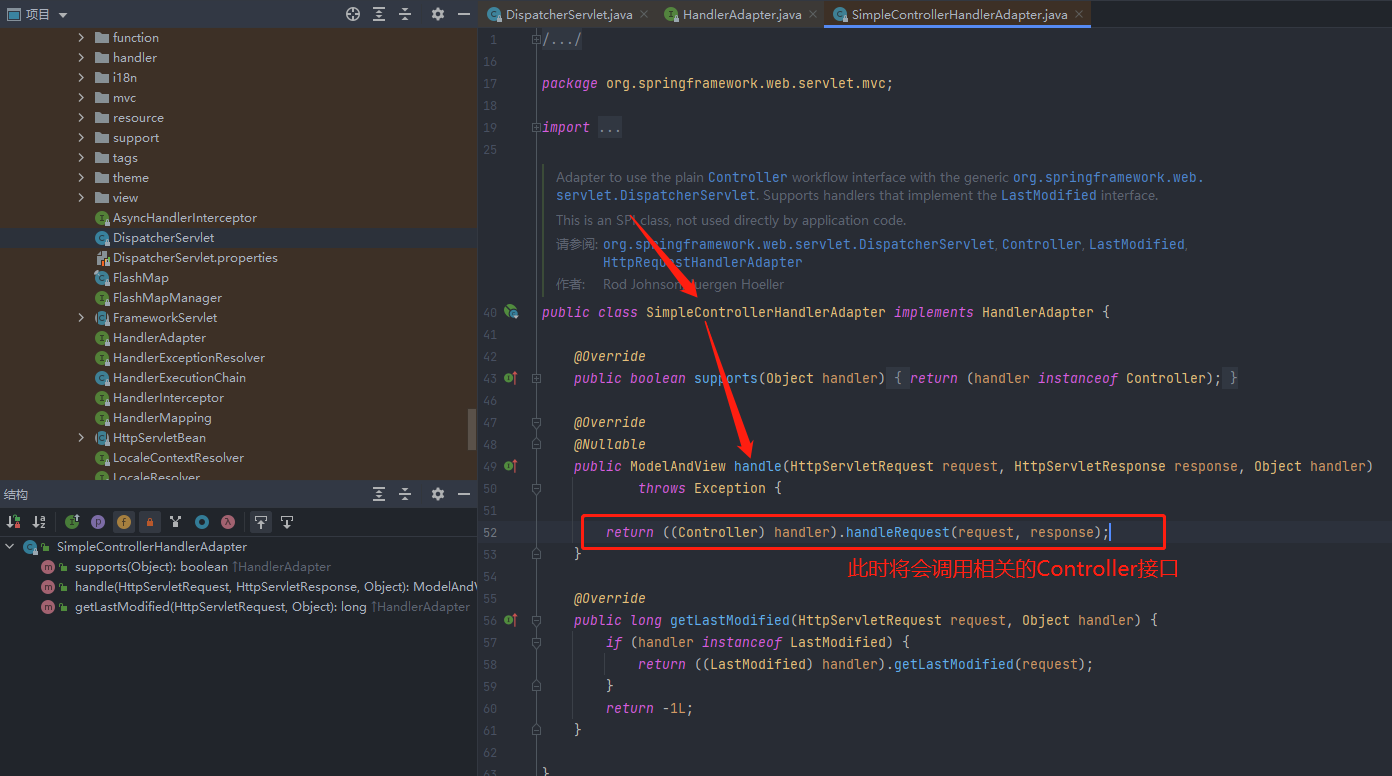 项目
function
handler
i18n
mvc
resource
support
tags
theme
view
AsyncHandlerInterceptor
DispatcherServlet
DispatcherServlet.properties
FlashMap
FlashMapManager
FrameworkServlet
HandlerAdapter
HandlerExceptionResolver
HandlerExecutionChain
HandlerInterceptor
HandlerMapping
HttpServletBean
LocaleContextResolver
LocaleResolver
结构
SimpleControllerHandlerAdapter
supports(Object): boolean ↑HandlerAdapter
handle(HttpServletRequest, HttpServletResponse, Object): ModelAndV
getLastModified(HttpServletRequest, Object): long ↑HandlerAdapter
DispatcherServlet.java HandlerAdapter.java SimpleControllerHandlerAdapter.java
1 /.../
16
17 package org.springframework.web.servlet.mvc;
18
19 import ...
25
Adapter to use the plain Controller workflow interface with the generic org.springframework.web.
servlet.DispatcherServlet. Supports handlers that implement the LastModified interface.
This is an SPI class, not used directly by application code.
请参阅: org.springframework.web.servlet.DispatcherServlet, Controller, LastModified,
HttpRequestHandlerAdapter
作者: Rod Johnson, Juergen Hoeller
40 public class SimpleControllerHandlerAdapter implements HandlerAdapter {
41
42 @Override
43 public boolean supports(Object handler) { return (handler instanceof Controller); }
46
47 @Override
48 @Nullable
49 public ModelAndView handle(HttpServletRequest request, HttpServletResponse response, Object handler)
50 throws Exception {
51
52 return ((Controller) handler).handleRequest(request, response);
53 }
此时将会调用相关的Controller接口
54
55 @Override
56 public long getLastModified(HttpServletRequest request, Object handler) {
57 if (handler instanceof LastModified) {
58 return ((LastModified) handler).getLastModified(request);
59 }
60 return -1L;
61 }
62
63 }